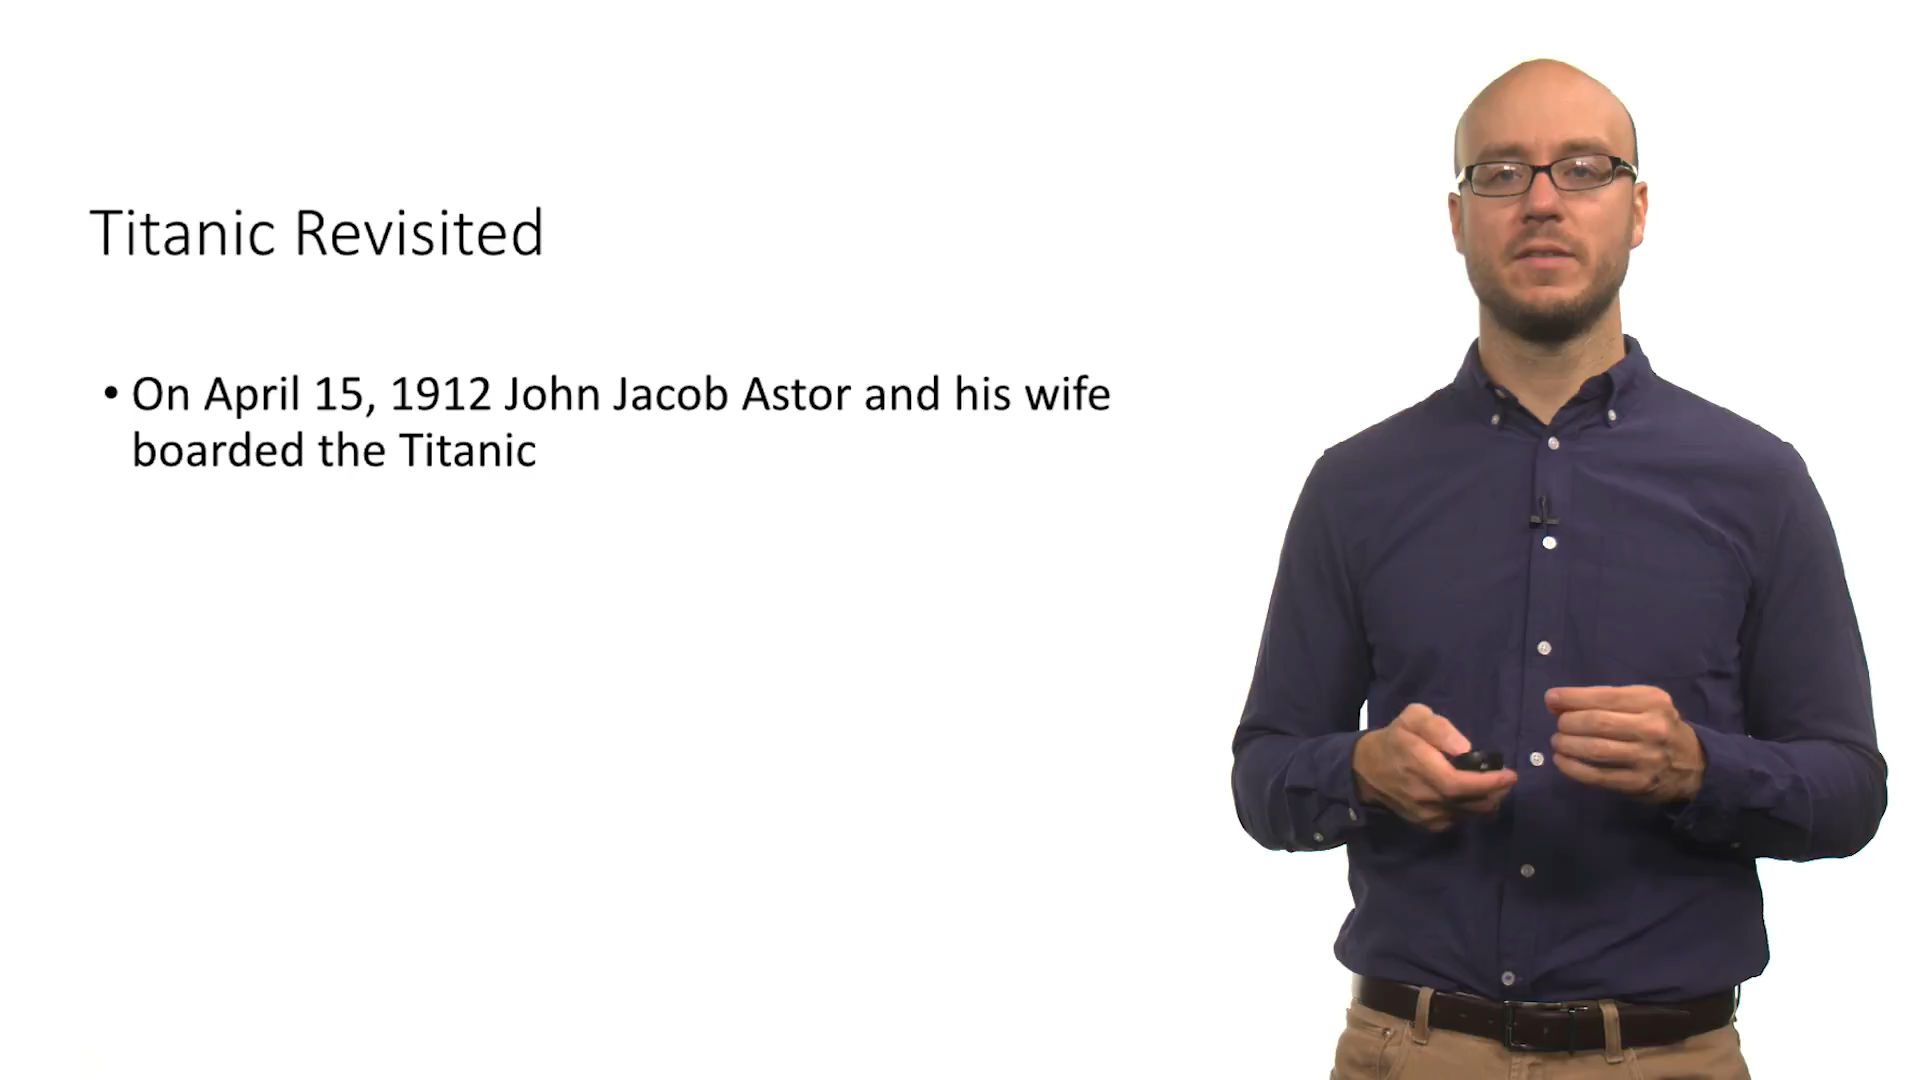 Titanic Revisited
• On April 15, 1912 John Jacob Astor and his wife
boarded the Titanic